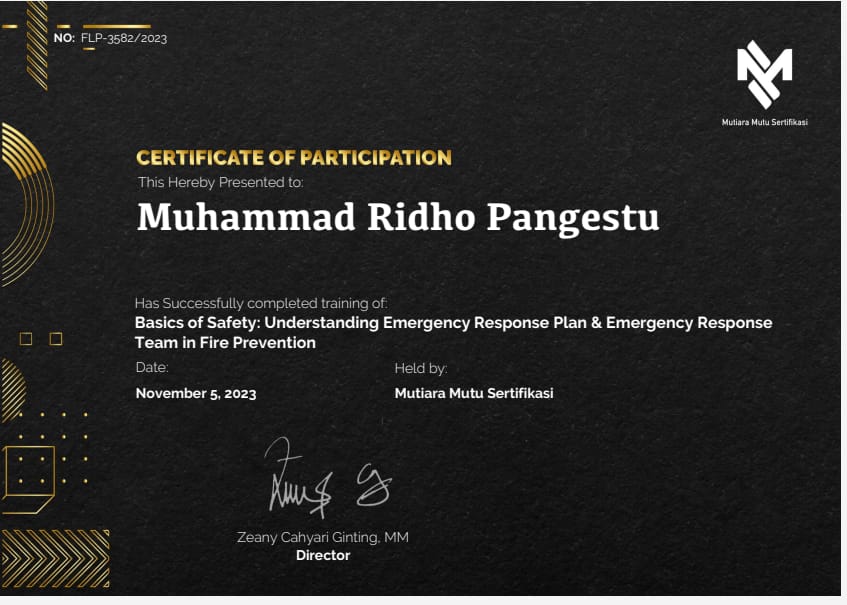 NO: FLP-3582/2023
Mutiara Mutu Sertifikasi
CERTIFICATE OF PARTICIPATION
This Hereby Presented to:
Muhammad Ridho Pangestu
Has Successfully completed training of:
Basics of Safety: Understanding Emergency Response Plan & Emergency Response
Team in Fire Prevention
Date:
Held by:
November 5, 2023
Mutiara Mutu Sertifikasi
Zeany Cahyari Ginting, MM
Director